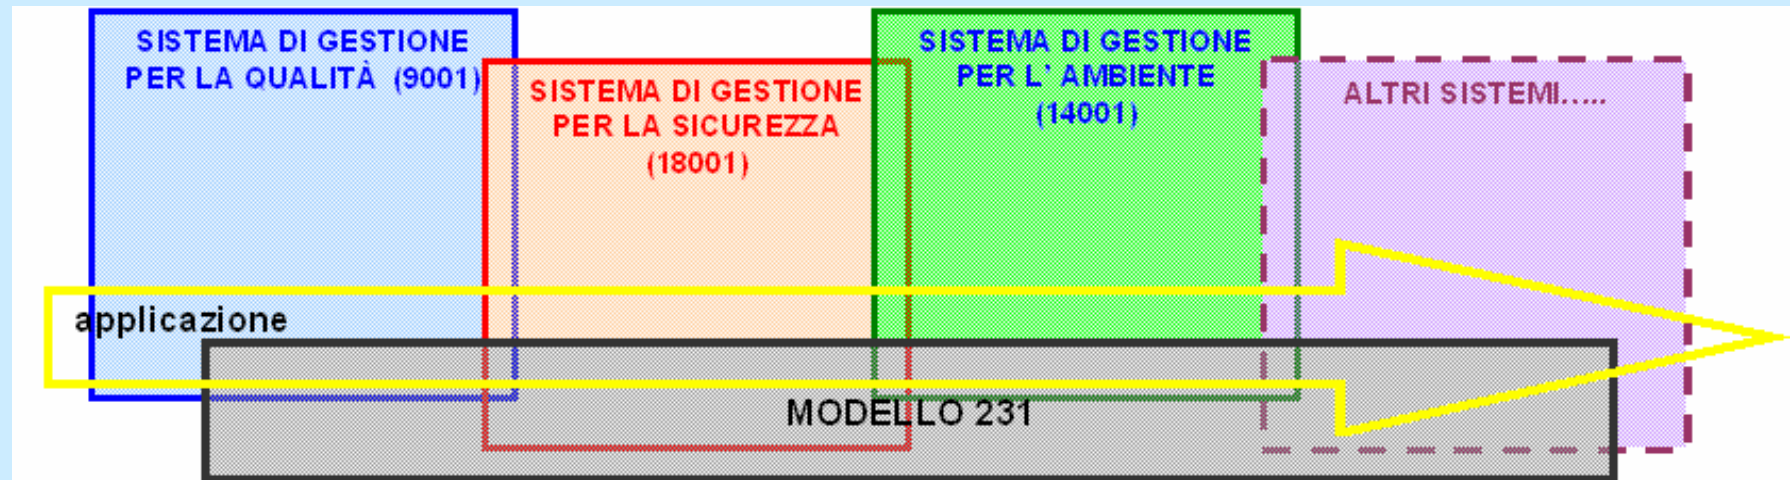 SISTEMA DI GESTIONE
PER LA QUALITÀ (9001)
SISTEMA DI GESTIONE
PER LA SICUREZZA
(18001)
SISTEMA DI GESTIONE
PER L' AMBIENTE
(14001)
ALTRI SISTEMI.....
applicazione
MODELLO 231